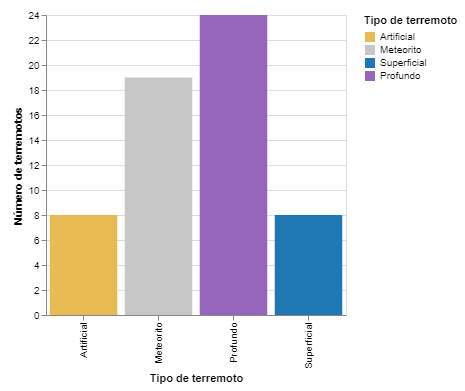 Tipo de terremoto
Artificial
Meteorito
Superficial
Profundo
Número de terremotos
24
22
20
18
16
14
12
10
8
6
4
2
0
Artificial
Meteorito
Profundo
Superficial
Tipo de terremoto